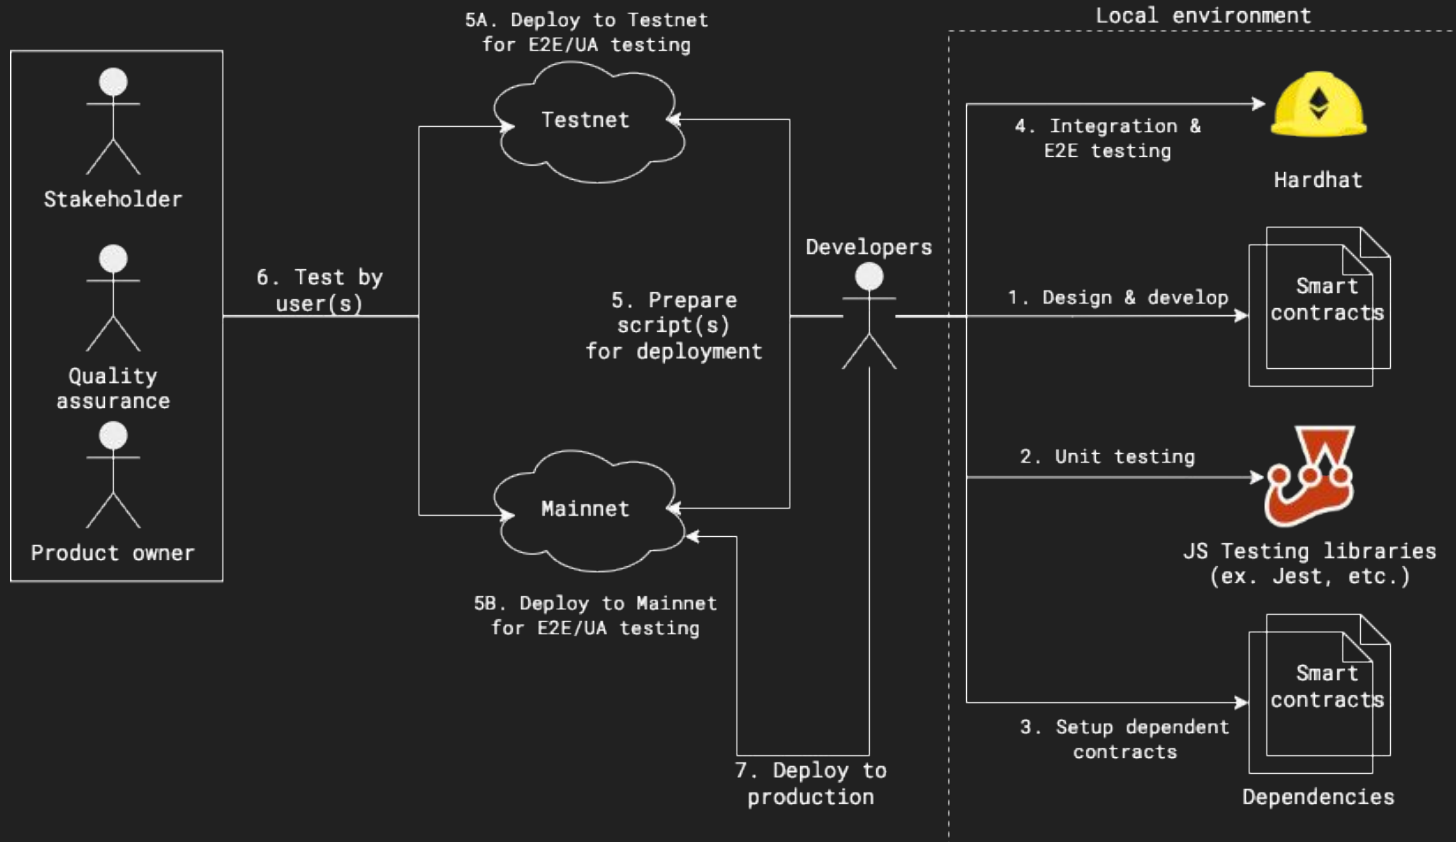 5A. Deploy to Testnet
for E2E/UA testing
Local environment
Testnet
4. Integration &
E2E testing
Hardhat
Stakeholder
Developers
6. Test by
user(s)
5. Prepare
script(s)
for deployment
1. Design & develop
Smart
contracts
Quality
assurance
2. Unit testing
Mainnet
Product owner
JS Testing libraries
(ex. Jest, etc.)
5B. Deploy to Mainnet
for E2E/UA testing
Smart
contracts
3. Setup dependent
contracts
7. Deploy to
production
Dependencies